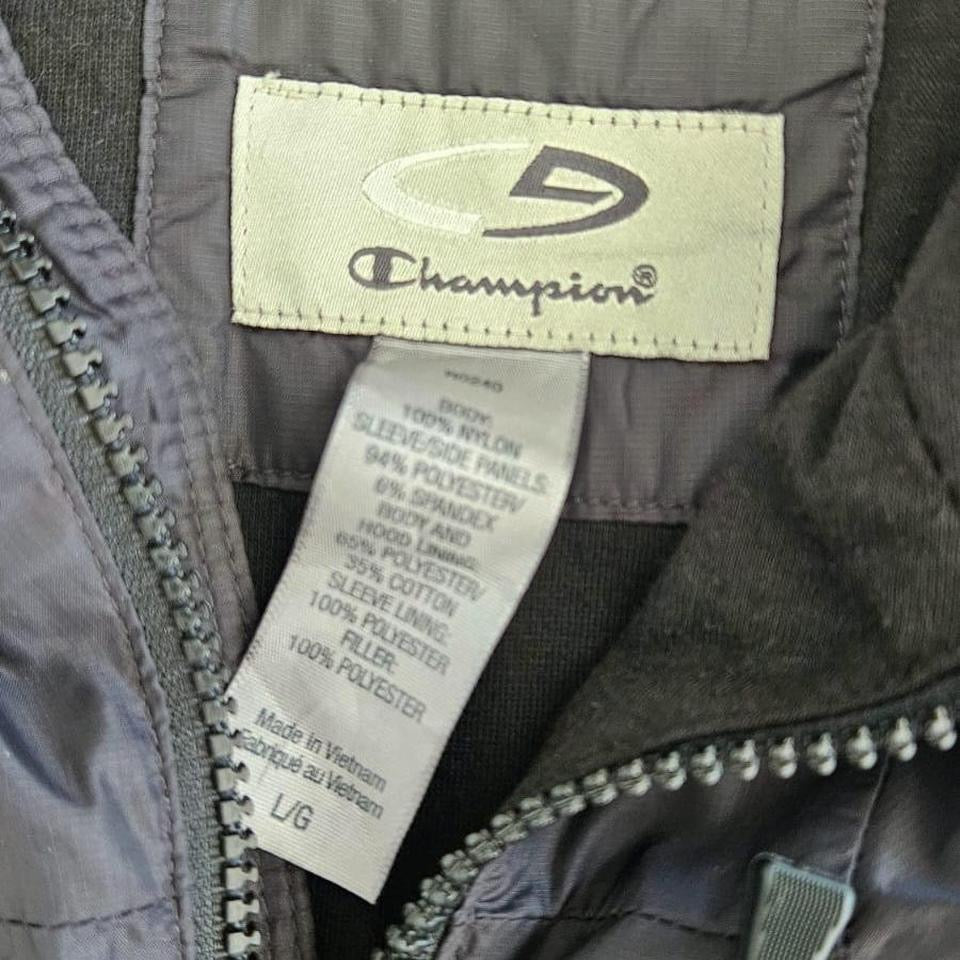 Champion®
BODY:
100% NYLON
SLEEVE/SIDE PANELS:
94% POLYESTER/
6% SPANDEX
BODY AND
HOOD LINING:
65% POLYESTER/
35% COTTON
SLEEVE LINING:
100% POLYESTER
FILLER:
100% POLYESTER
Made in Vietnam
Fabriqué au Vietnam
L/G